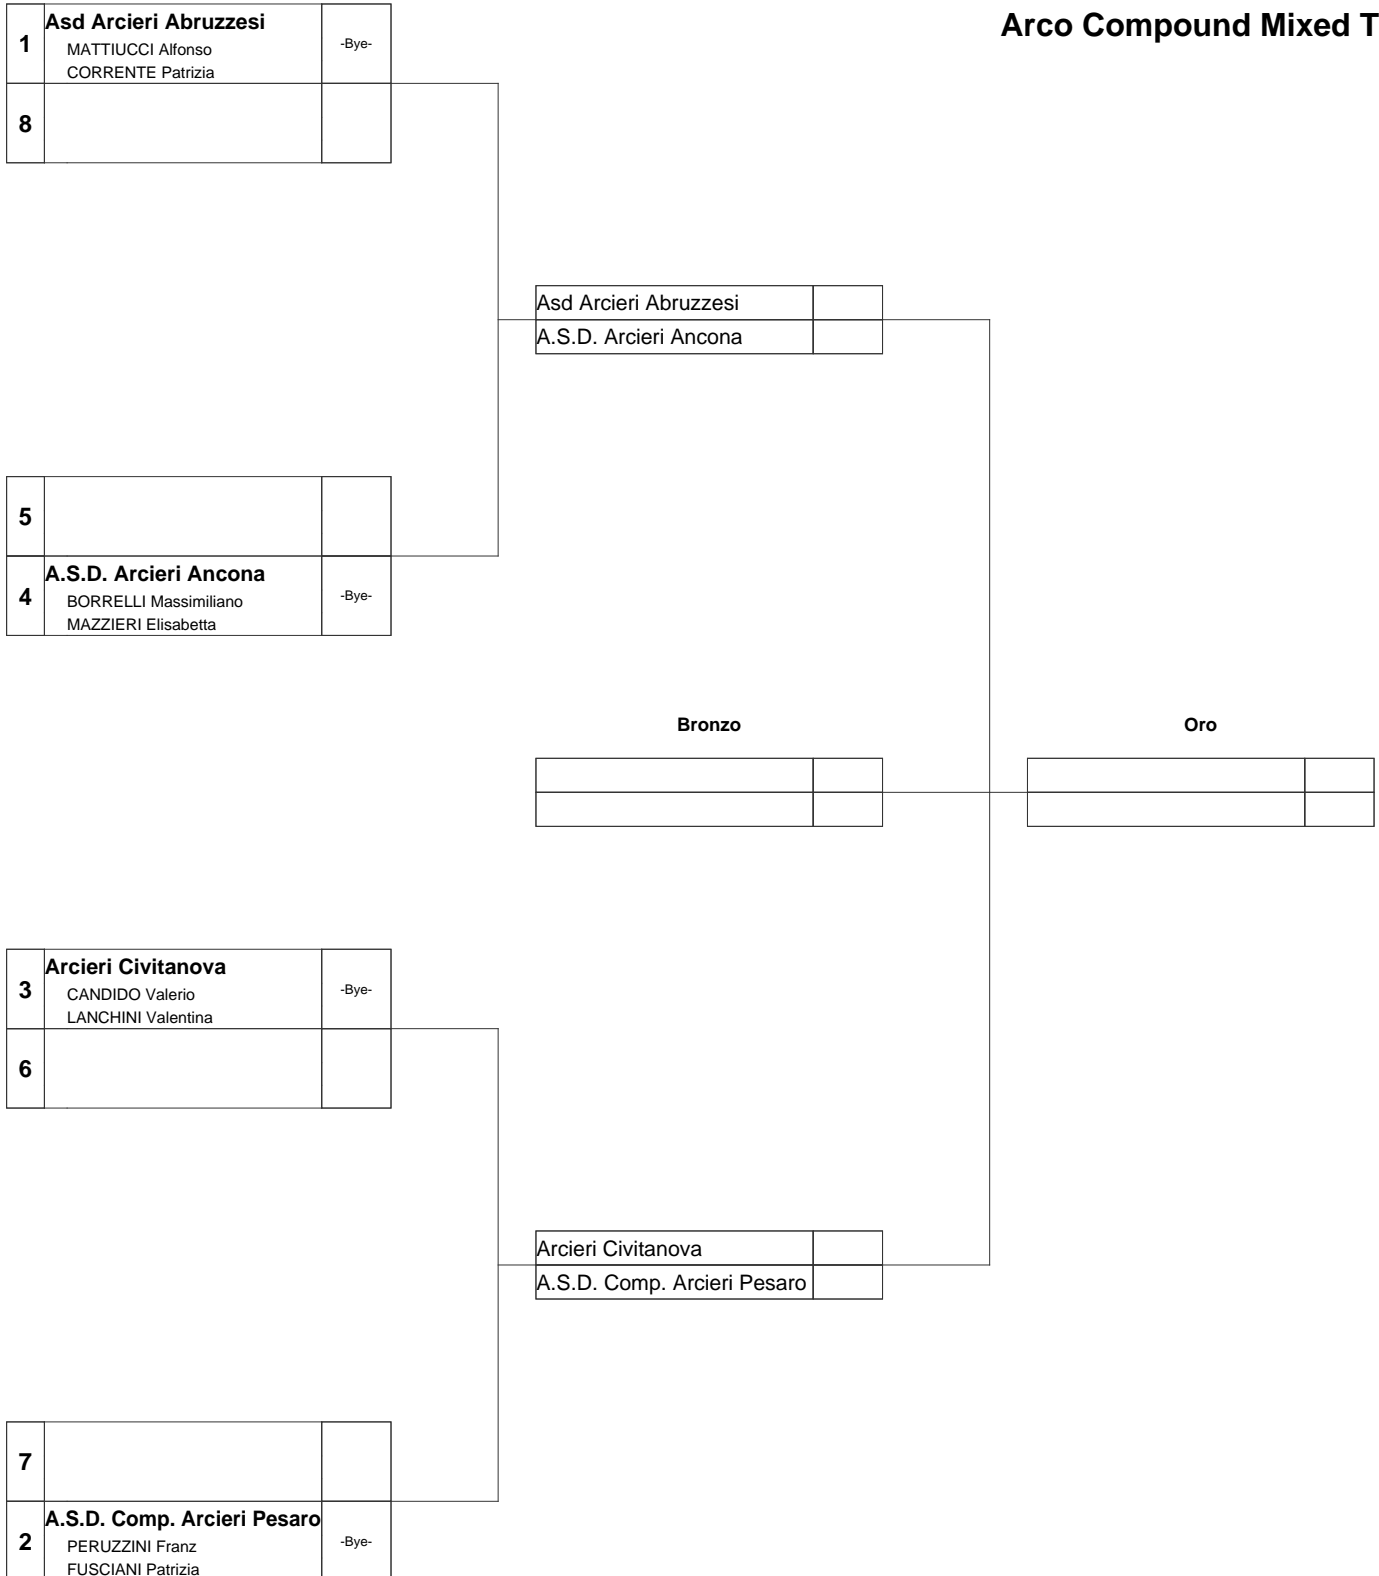 Arco Compound Mixed T
1
Asd Arcieri Abruzzesi
MATTIUCCI Alfonso
CORRENTE Patrizia
-Bye-
8
Asd Arcieri Abruzzesi
A.S.D. Arcieri Ancona
5
4
A.S.D. Arcieri Ancona
BORRELLI Massimiliano
MAZZIERI Elisabetta
-Bye-
Bronzo
Oro
3
Arcieri Civitanova
CANDIDO Valerio
LANCHINI Valentina
-Bye-
6
Arcieri Civitanova
A.S.D. Comp. Arcieri Pesaro
7
2
A.S.D. Comp. Arcieri Pesaro
PERUZZINI Franz
FUSCIANI Patrizia
-Bye-